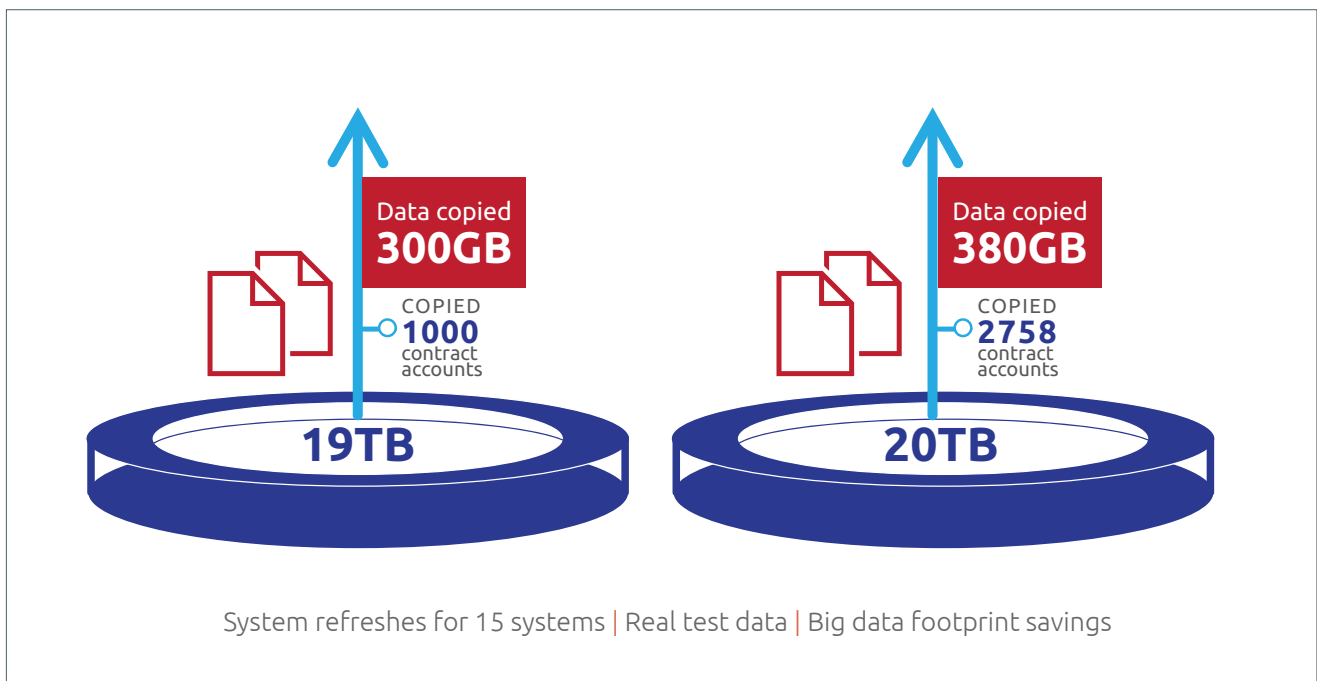 Data copied
300GB
COPIED
1000
contract
accounts
19TB
Data copied
380GB
COPIED
2758
contract
accounts
20TB
System refreshes for 15 systems | Real test data | Big data footprint savings